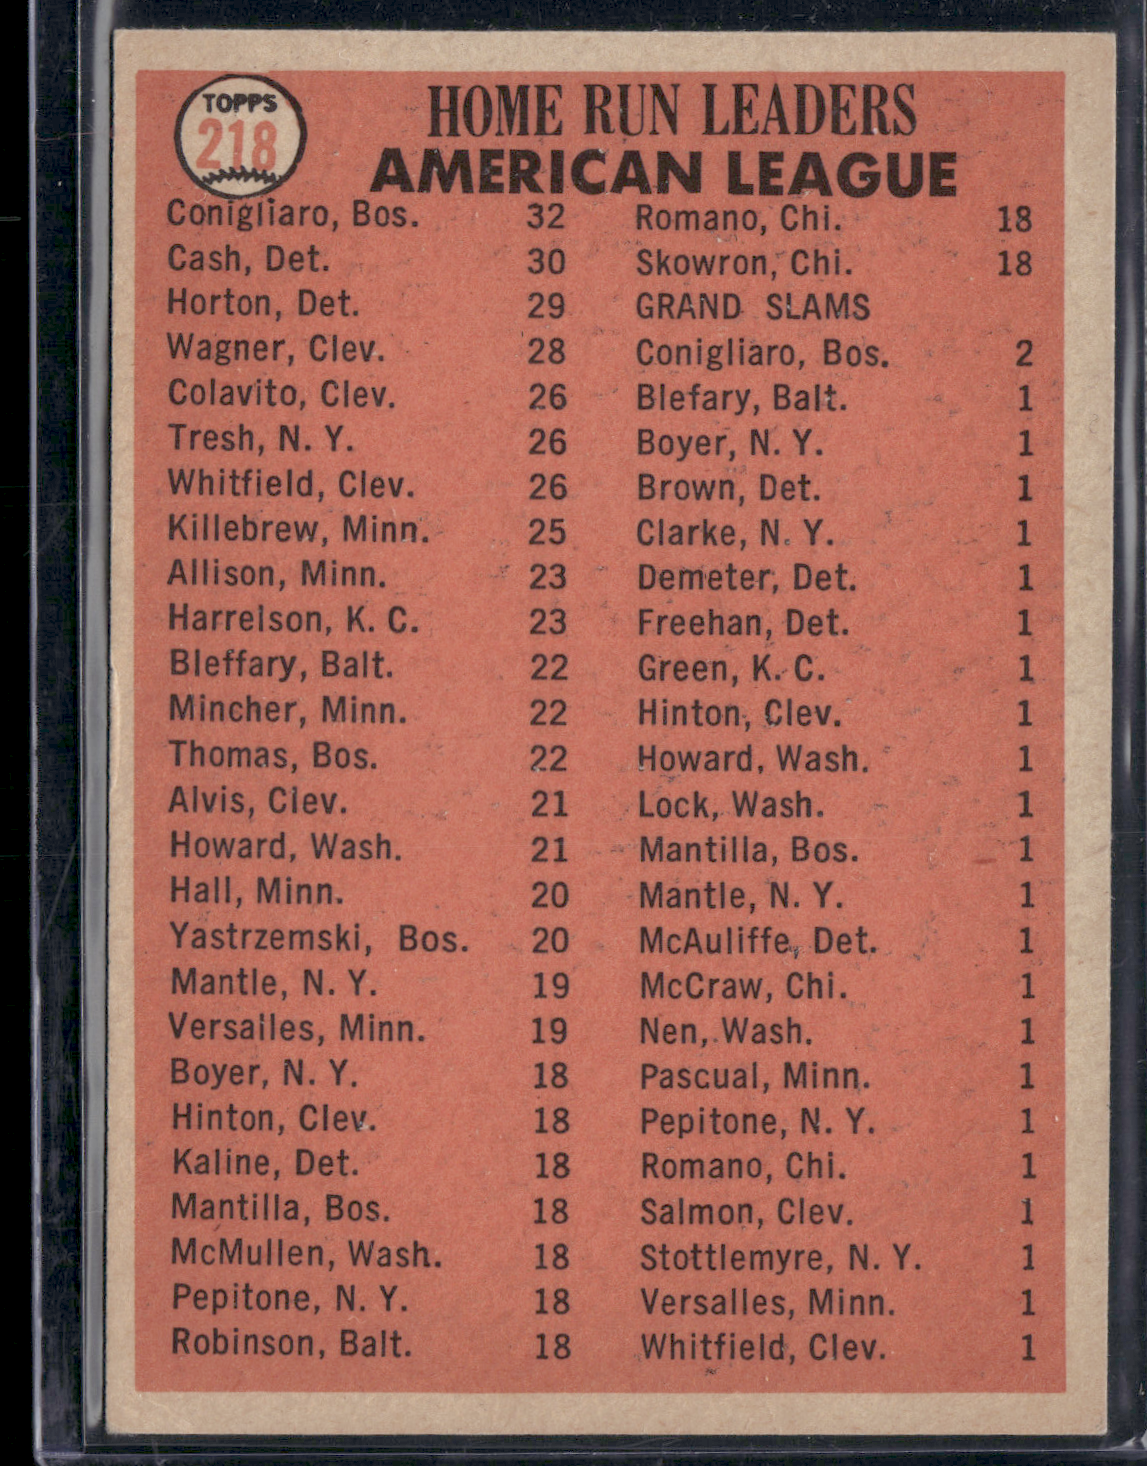 TOPPS
218
HOME RUN LEADERS
AMERICAN LEAGUE
Conigliaro, Bos. 32
Cash, Det. 30
Horton, Det. 29
Wagner, Clev. 28
Colavito, Clev. 26
Tresh, N. Y. 26
Whitfield, Clev. 26
Killebrew, Minn. 25
Allison, Minn. 23
Harrelson, K. C. 23
Bleffary, Balt. 22
Mincher, Minn. 22
Thomas, Bos. 22
Alvis, Clev. 21
Howard, Wash. 21
Hall, Minn. 20
Yastrzemski, Bos. 20
Mantle, N. Y. 19
Versailes, Minn. 19
Boyer, N. Y. 18
Hinton, Clev. 18
Kaline, Det. 18
Mantilla, Bos. 18
McMullen, Wash. 18
Pepitone, N. Y. 18
Robinson, Balt. 18
Romano, Chi. 18
Skowron, Chi. 18
GRAND SLAMS
Conigliaro, Bos. 2
Blefary, Balt. 1
Boyer, N. Y. 1
Brown, Det. 1
Clarke, N. Y. 1
Demeter, Det. 1
Freehan, Det. 1
Green, K. C. 1
Hinton, Clev. 1
Howard, Wash. 1
Lock, Wash. 1
Mantilla, Bos. 1
Mantle, N. Y. 1
McAuliffe, Det. 1
McCraw, Chi. 1
Nen, Wash. 1
Pascual, Minn. 1
Pepitone, N. Y. 1
Romano, Chi. 1
Salmon, Clev. 1
Stottlemyre, N. Y. 1
Versalles, Minn. 1
Whitfield, Clev. 1